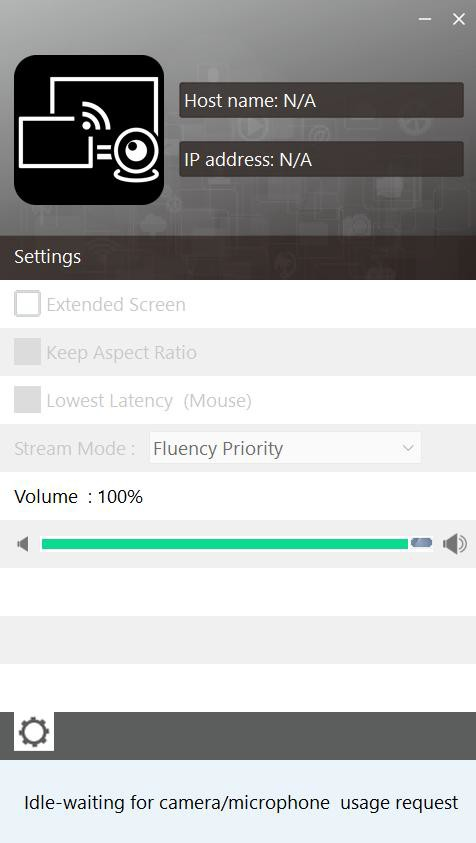 Host name: N/A
IP address: N/A
Settings
Extended Screen
Keep Aspect Ratio
Lowest Latency  (Mouse)
Stream Mode :  Fluency Priority
Volume  : 100%
Idle-waiting for camera/microphone  usage request